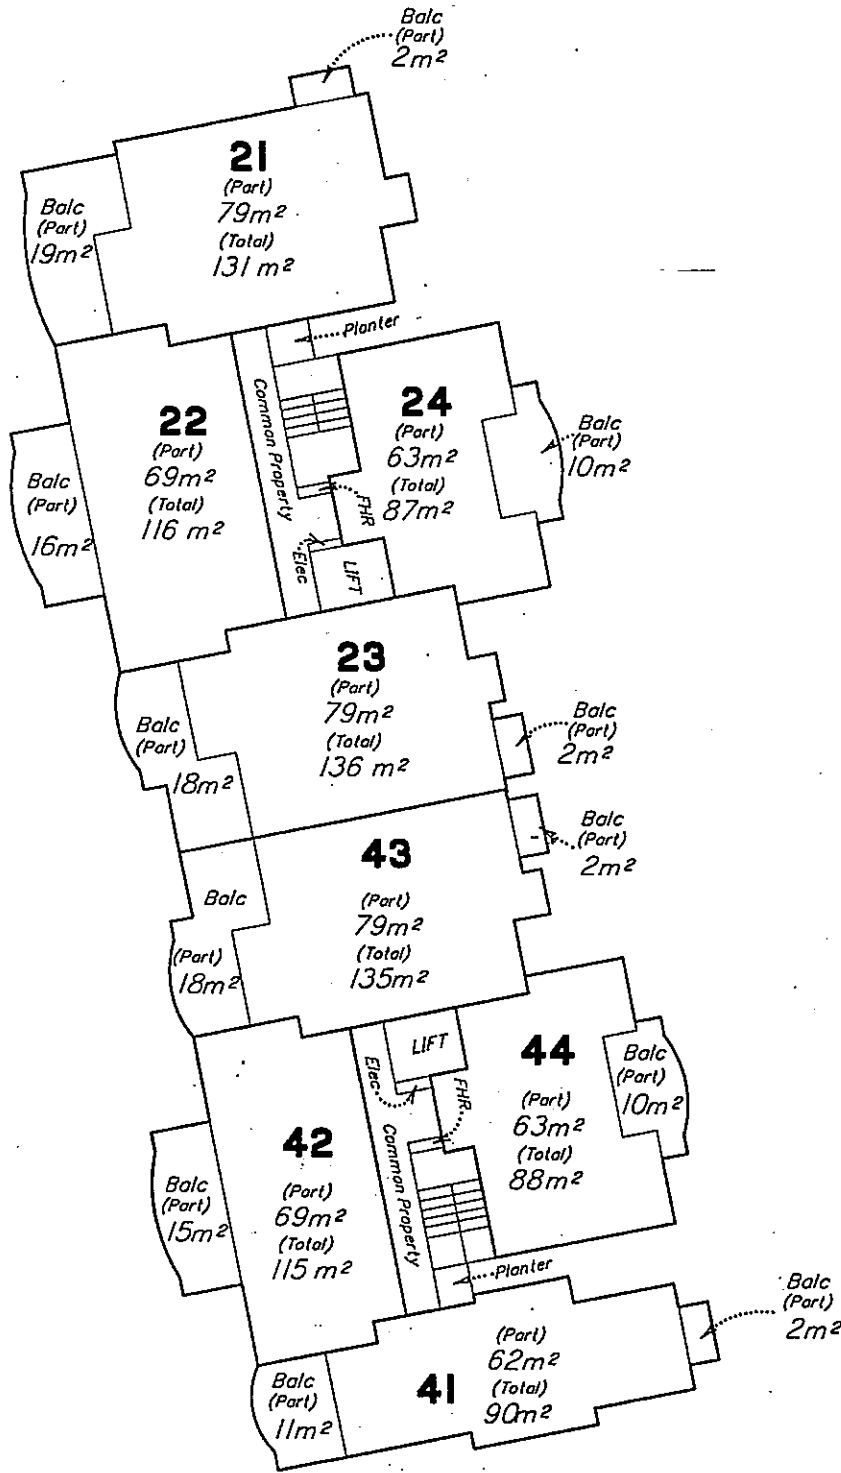 Balc
(Part)
2m²
21
(Part)
79m²
(Total)
131 m²
Balc
(Part)
19m²
Planter
Common Property
22
(Part)
69m²
(Total)
116 m²
24
(Part)
63m²
(Total)
87m²
Balc
(Part)
10m²
Balc
(Part)
16m²
FHR
Elec
LIFT
23
(Part)
79m²
(Total)
136 m²
Balc
(Part)
18m²
Balc
(Part)
2m²
Balc
(Part)
2m²
43
(Part)
79m²
(Total)
135m²
Balc
(Part)
18m²
LIFT
Elec
FHR
Common Property
44
(Part)
63m²
(Total)
88m²
Balc
(Part)
10m²
42
(Part)
69m²
(Total)
115 m²
Balc
(Part)
15m²
Planter
Balc
(Part)
2m²
41
(Part)
62m²
(Total)
90m²
Balc
(Part)
11m²